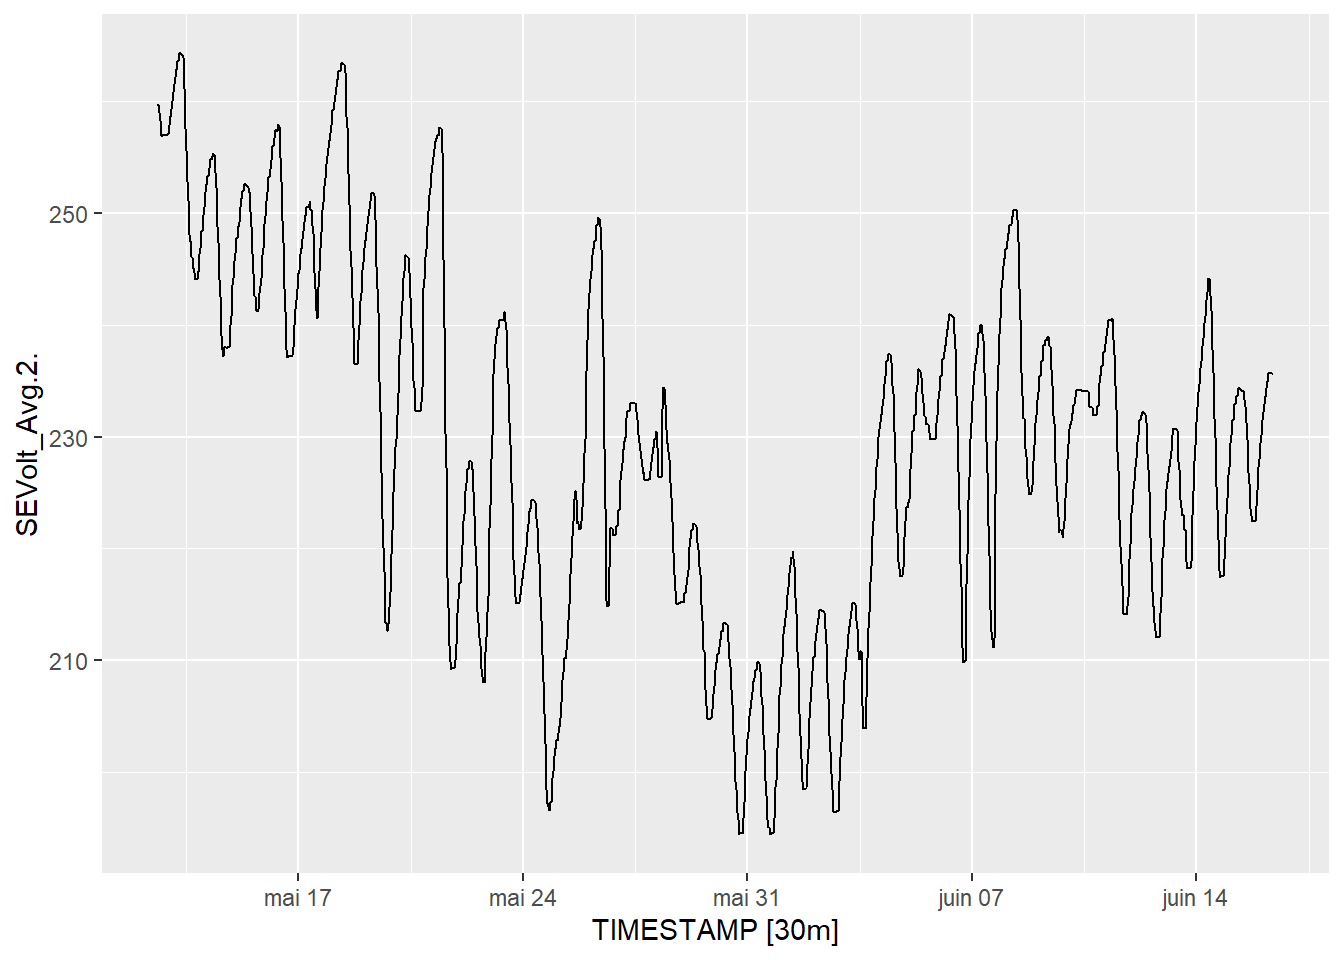 SEVolt_Avg.2.
250
230
210
mai 17
mai 24
mai 31
juin 07
juin 14
TIMESTAMP [30m]